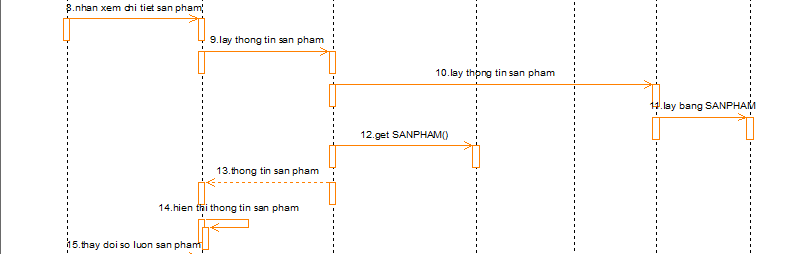 8.nhan xem chi tiet san pham
9.lay thong tin san pham
10.lay thong tin san pham
11.lay bang SANPHAM
12.get SANPHAM()
13.thong tin san pham
14.hien thi thong tin san pham
15.thay doi so luon san pham